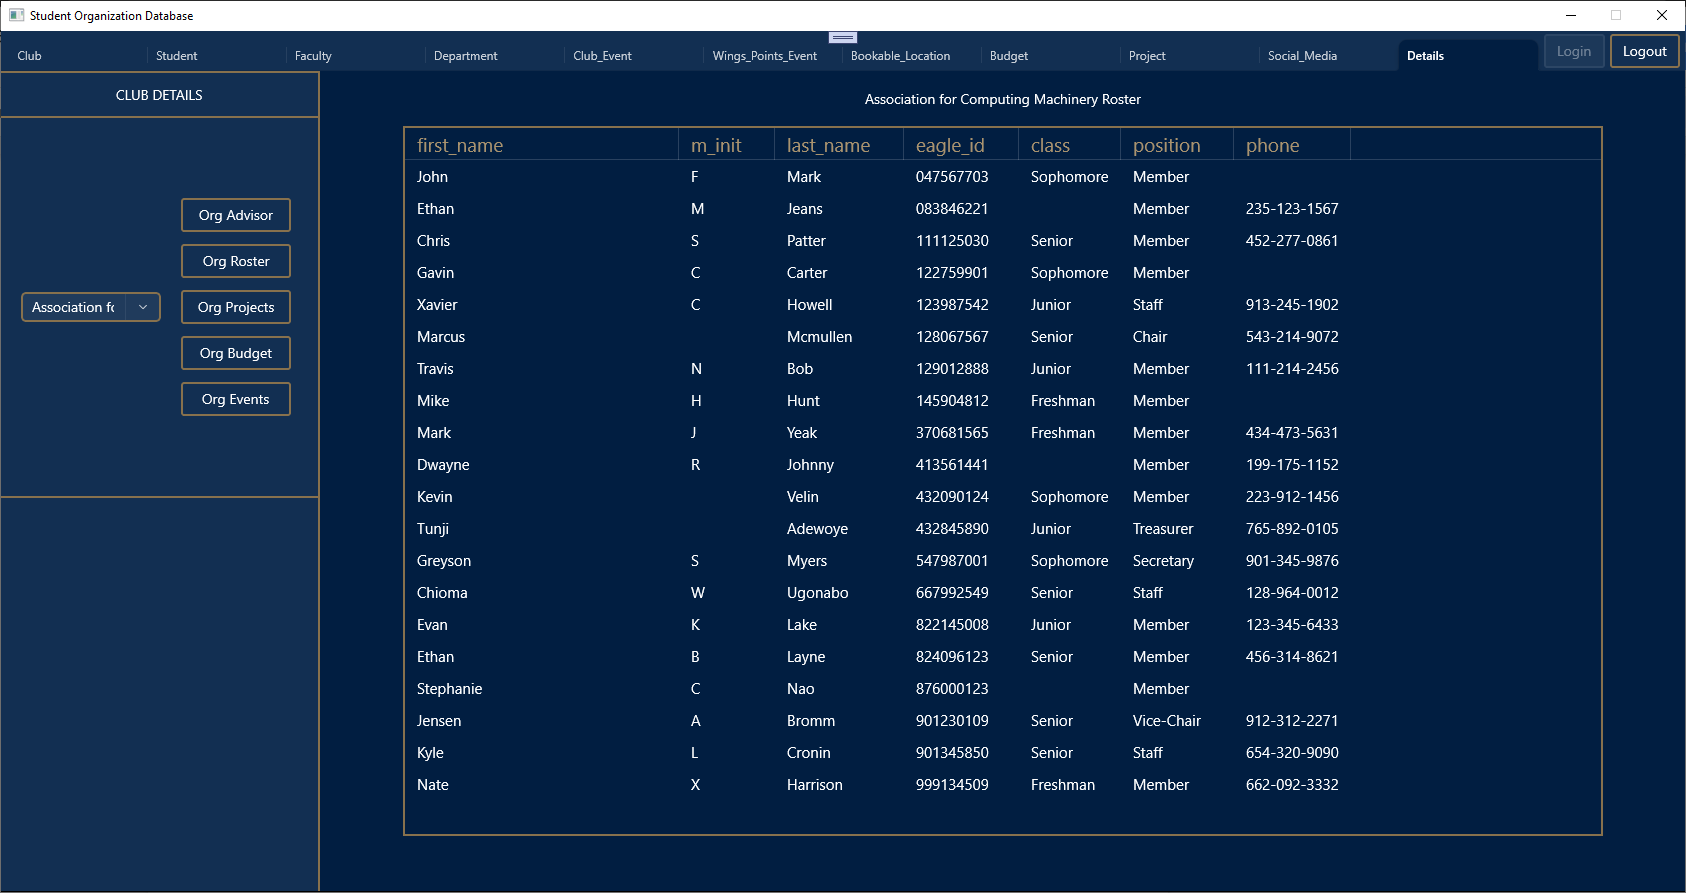 Student Organization Database
Club Student Faculty Department Club_Event Wings_Points_Event Bookable_Location Budget Project Social_Media Details Login Logout
CLUB DETAILS
Org Advisor
Org Roster
Association fo Org Projects
Org Budget
Org Events
Association for Computing Machinery Roster
first_name m_init last_name eagle_id class position phone
John F Mark 047567703 Sophomore Member
Ethan M Jeans 083846221 Member 235-123-1567
Chris S Patter 111125030 Senior Member 452-277-0861
Gavin C Carter 122759901 Sophomore Member
Xavier C Howell 123987542 Junior Staff 913-245-1902
Marcus Mcmullen 128067567 Senior Chair 543-214-9072
Travis N Bob 129012888 Junior Member 111-214-2456
Mike H Hunt 145904812 Freshman Member
Mark J Yeak 370681565 Freshman Member 434-473-5631
Dwayne R Johnny 413561441 Member 199-175-1152
Kevin Velin 432090124 Sophomore Member 223-912-1456
Tunji Adewoye 432845890 Junior Treasurer 765-892-0105
Greyson S Myers 547987001 Sophomore Secretary 901-345-9876
Chioma W Ugonabo 667992549 Senior Staff 128-964-0012
Evan K Lake 822145008 Junior Member 123-345-6433
Ethan B Layne 824096123 Senior Member 456-314-8621
Stephanie C Nao 876000123 Member
Jensen A Bromm 901230109 Senior Vice-Chair 912-312-2271
Kyle L Cronin 901345850 Senior Staff 654-320-9090
Nate X Harrison 999134509 Freshman Member 662-092-3332